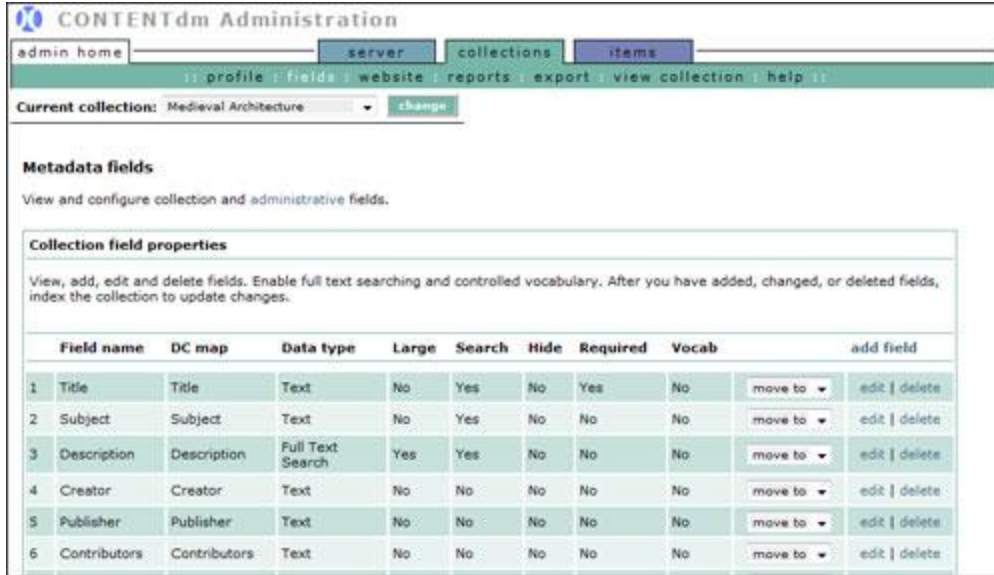 CONTENTdm Administration
admin home server collections items
:: profile : fields : website : reports : export : view collection : help ::
Current collection: Medieval Architecture change
Metadata fields
View and configure collection and administrative fields.
Collection field properties
View, add, edit and delete fields. Enable full text searching and controlled vocabulary. After you have added, changed, or deleted fields,
index the collection to update changes.
Field name DC map Data type Large Search Hide Required Vocab add field
1 Title Title Text No Yes No Yes No move to edit | delete
2 Subject Subject Text No Yes No No No move to edit | delete
3 Description Description Full Text Search Yes Yes No No No move to edit | delete
4 Creator Creator Text No No No No No move to edit | delete
5 Publisher Publisher Text No No No No No move to edit | delete
6 Contributors Contributors Text No No No No No move to edit | delete